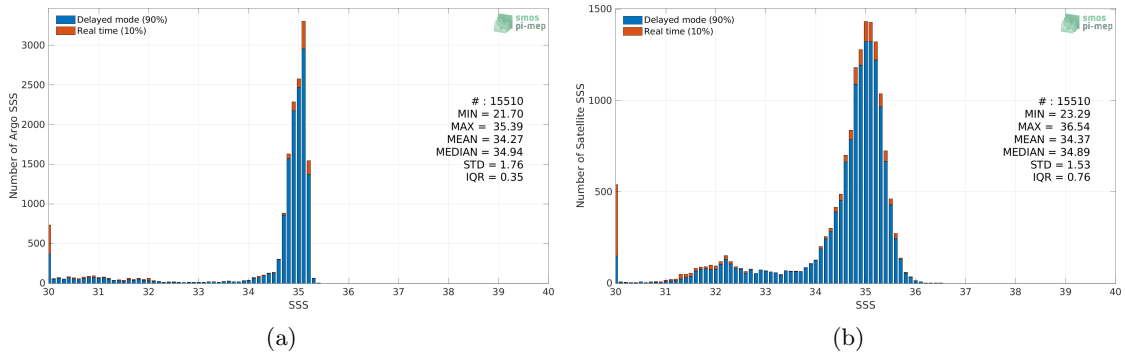 Delayed mode (90%)
Real time (10%)
smos
pi-mep
# : 15510
MIN = 21.70
MAX = 35.39
MEAN = 34.27
MEDIAN = 34.94
STD = 1.76
IQR = 0.35
Number of Argo SSS
3000
2500
2000
1500
1000
500
0
30 31 32 33 34 35 36 37 38 39 40
SSS
(a)
Delayed mode (90%)
Real time (10%)
smos
pi-mep
# : 15510
MIN = 23.29
MAX = 36.54
MEAN = 34.37
MEDIAN = 34.89
STD = 1.53
IQR = 0.76
Number of Satellite SSS
1500
1000
500
0
30 31 32 33 34 35 36 37 38 39 40
SSS
(b)